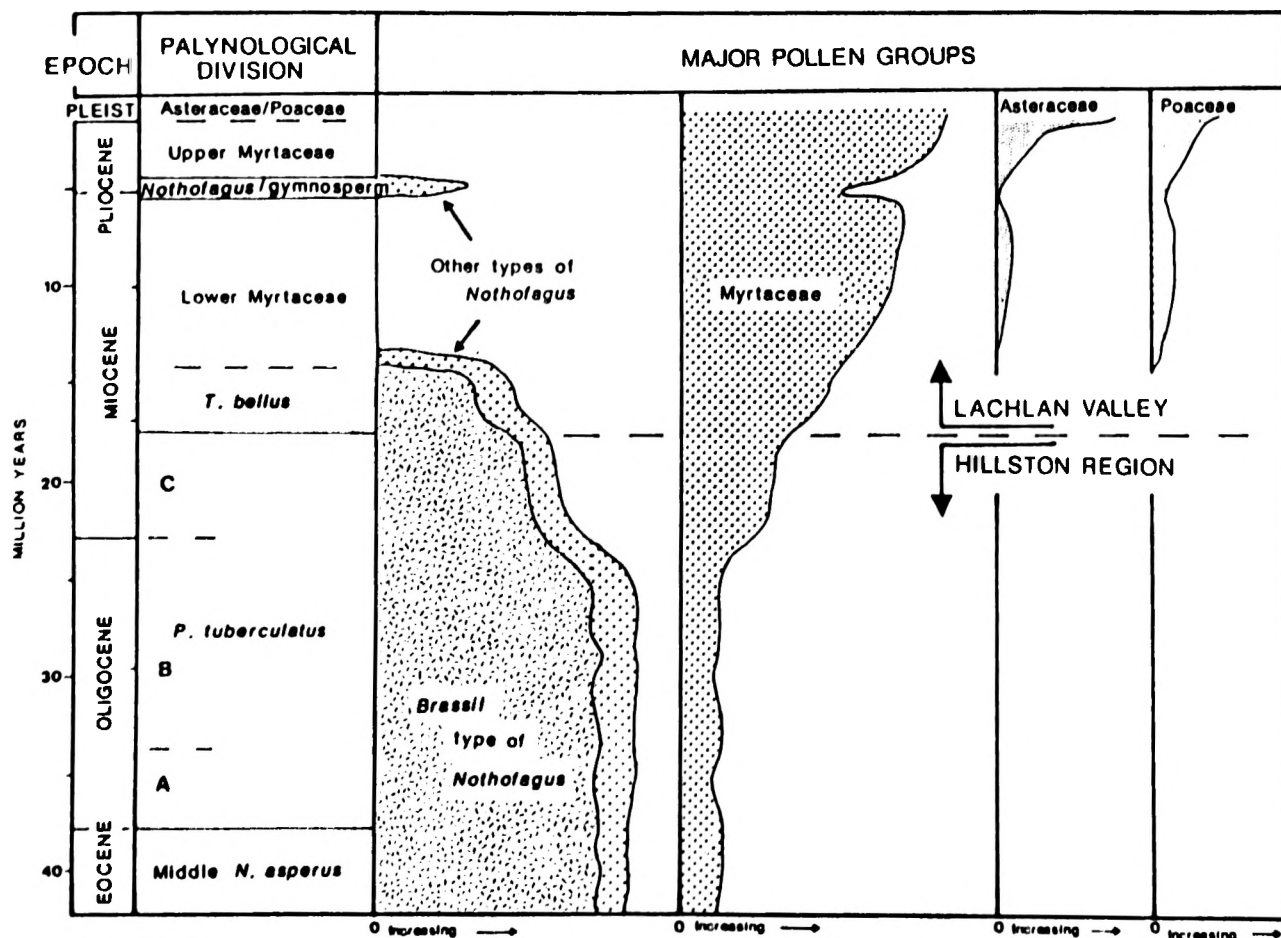 EPOCH
PALYNOLOGICAL
DIVISION
MAJOR POLLEN GROUPS
PLEIST
Asteraceae/Poaceae
Asteraceae
Poaceae
Upper Myrtaceae
PLIOCENE
Nothofagus/gymnosperm
Other types of
Nothofagus
Lower Myrtaceae
Myrtaceae
10
MIOCENE
T. bellus
LACHLAN VALLEY
HILLSTON REGION
MILLION YEARS
C
20
P. tuberculatus
B
30
OLIGOCENE
Brassii
type of
Nothofagus
A
EOCENE
Middle N. asperus
40
0 Increasing
0 Increasing
0 Increasing
0 Increasing